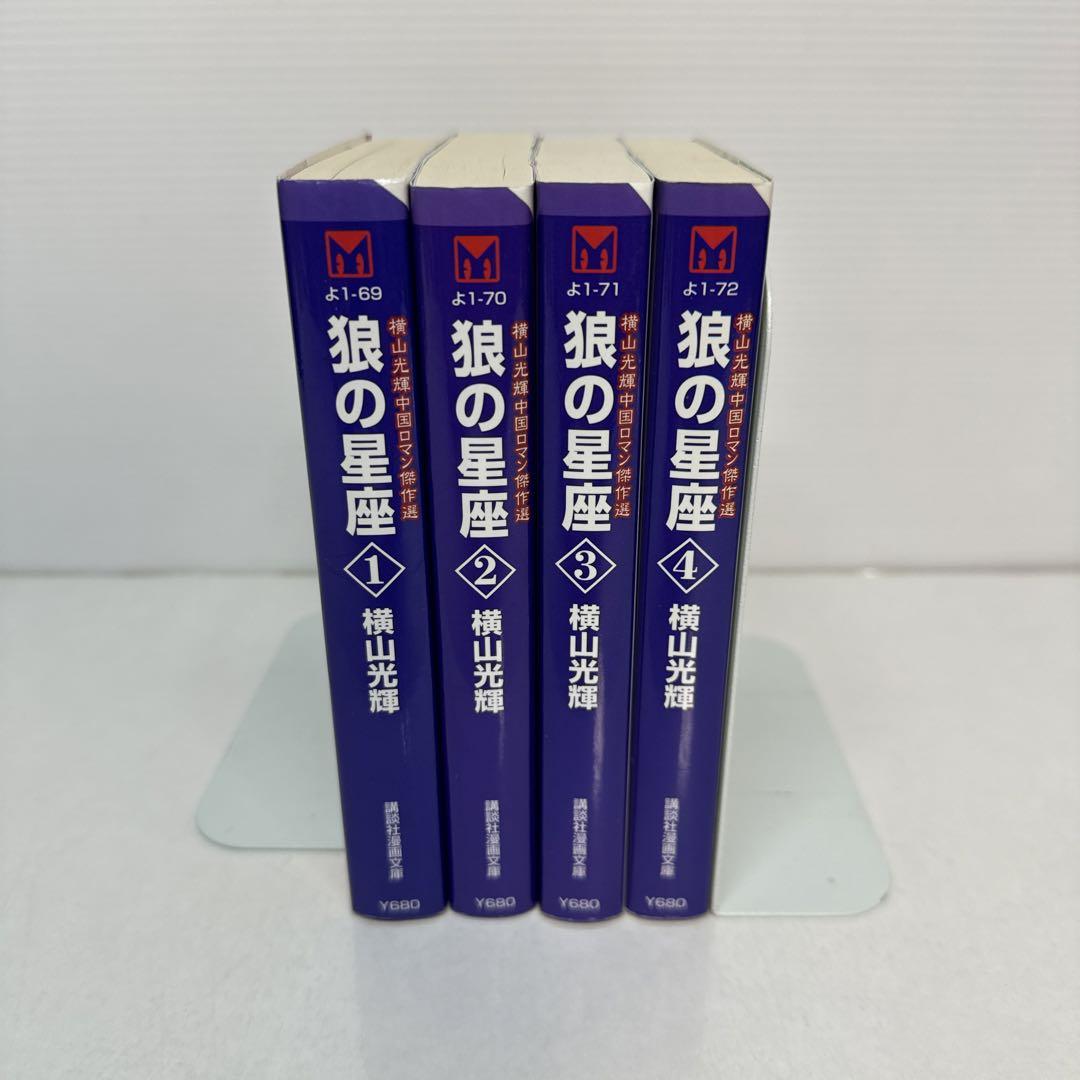 よ1-69
狼の星座
横山光輝中国ロマン傑作選
1
横山光輝
講談社漫画文庫
Y680
よ1-70
狼の星座
横山光輝中国ロマン傑作選
2
横山光輝
講談社漫画文庫
Y680
よ1-71
狼の星座
横山光輝中国ロマン傑作選
3
横山光輝
講談社漫画文庫
Y680
よ1-72
狼の星座
横山光輝中国ロマン傑作選
4
横山光輝
講談社漫画文庫
Y680